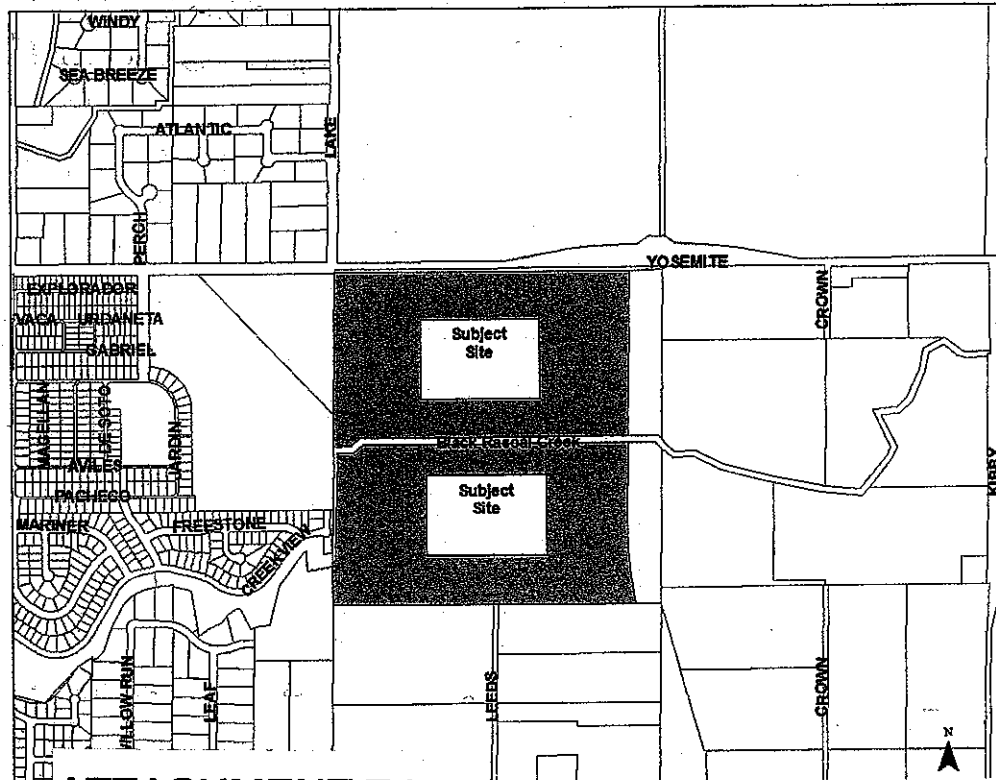 WINDY
SEA BREEZE
ATLANTIC
LAKE
PERCH
YOSEMITE
EXPLORADOR
VACA
URDANETA
GABRIEL
CROWN
Subject
Site
MAGELLAN
DE SOTO
JARDIN
Black Rascal Creek
AVILES
PACHECO
Subject
Site
KIRBY
MARINER
FREESTONE
CREEKVIEW
WILLOW RUN
LEAF
LEEDS
CROWN
N